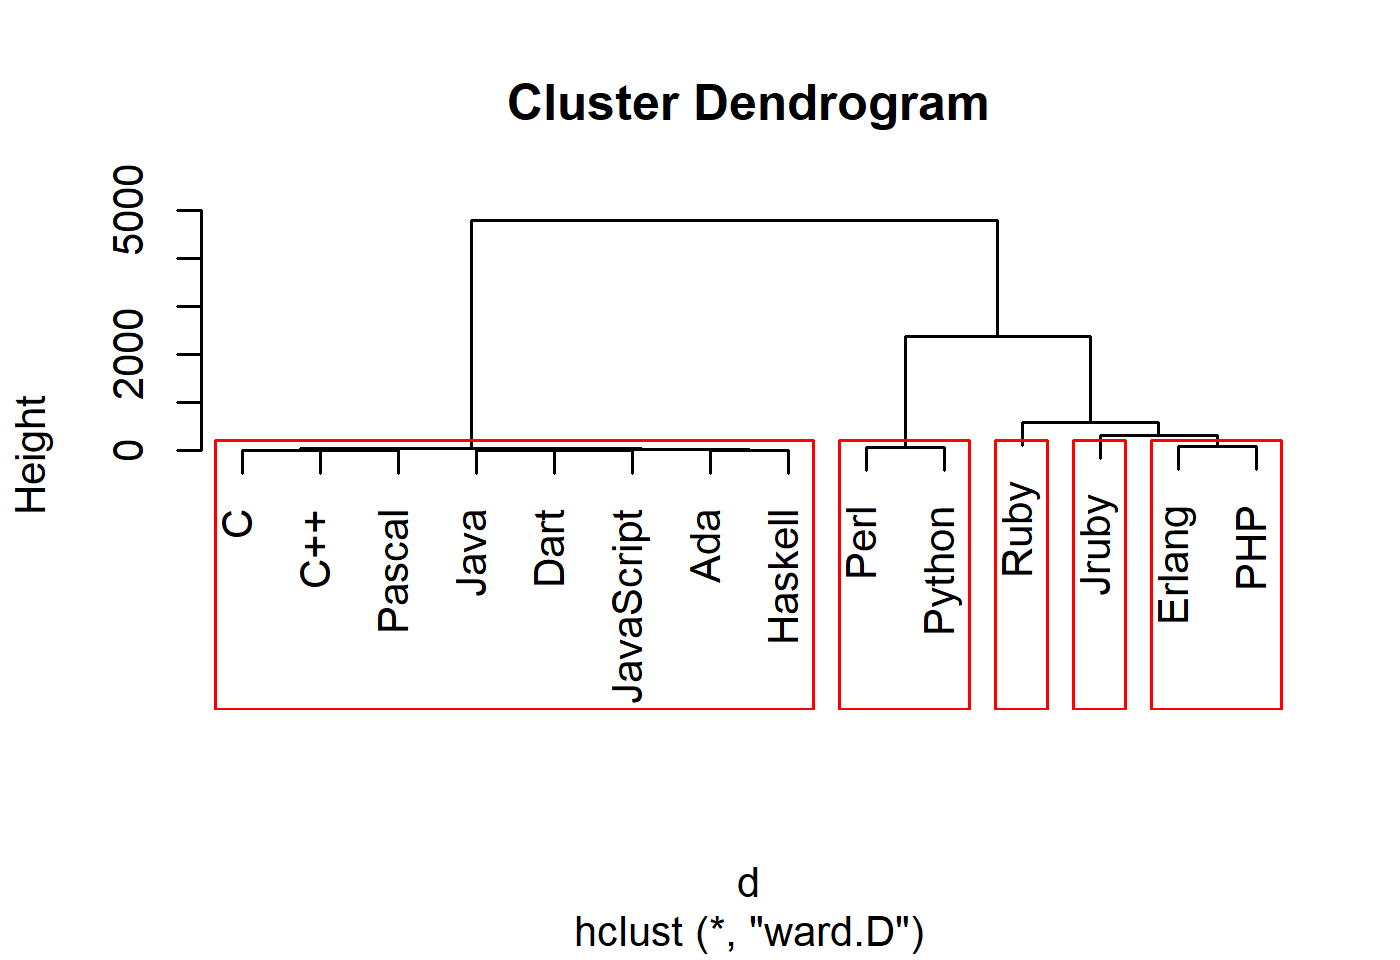 Cluster Dendrogram
Height
5000
2000
0
C
C++
Pascal
Java
Dart
JavaScript
Ada
Haskell
Perl
Python
Ruby
Jruby
Erlang
PHP
d
hclust (*, "ward.D")